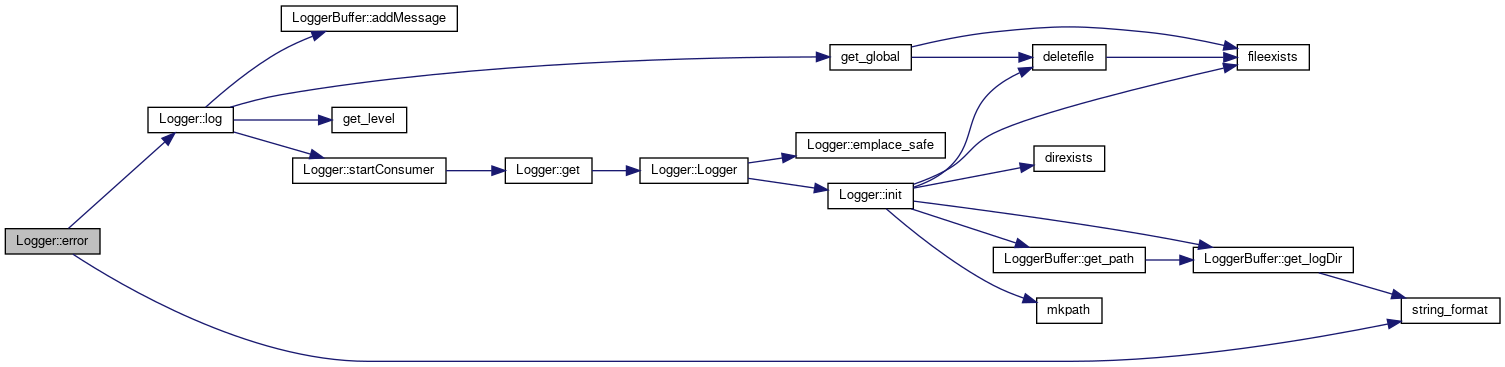 LoggerBuffer::addMessage
get_global
deletefile
fileexists
Logger::log
get_level
Logger::emplace_safe
direxists
Logger::startConsumer
Logger::get
Logger::Logger
Logger::init
Logger::error
LoggerBuffer::get_path
LoggerBuffer::get_logDir
mkpath
string_format